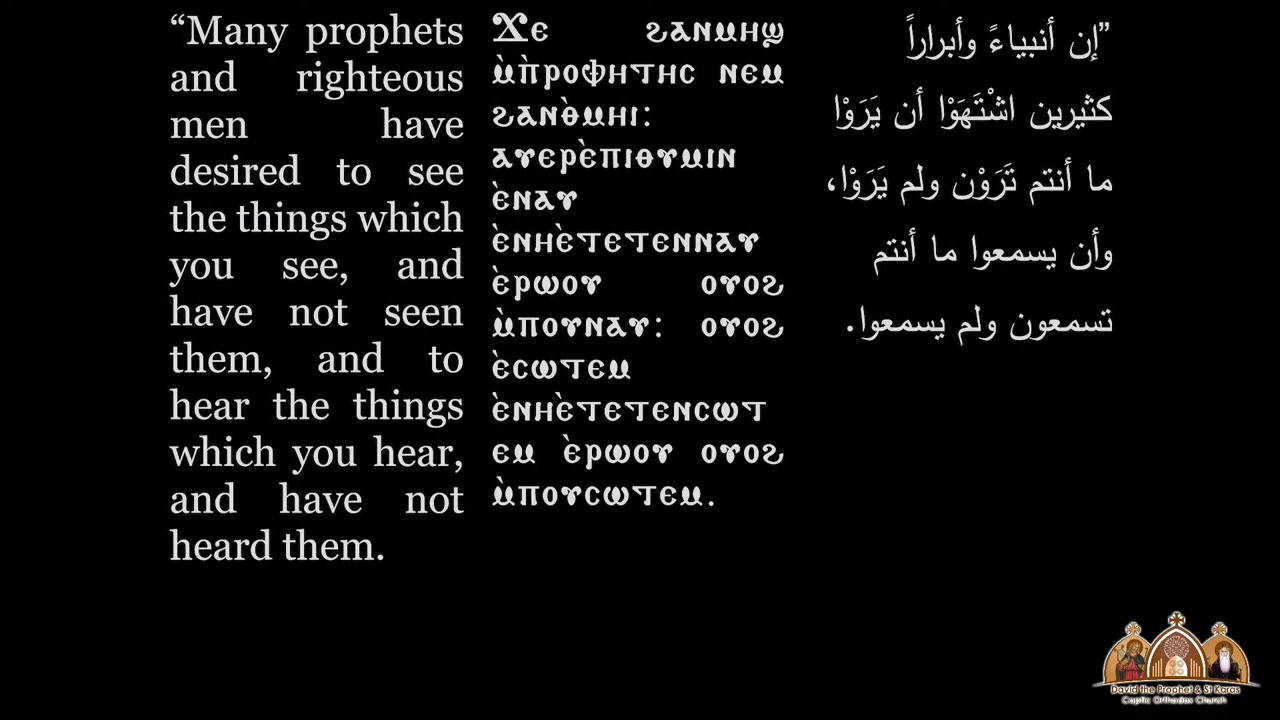 “Many prophets
and righteous
men have
desired to see
the things which
you see, and
have not seen
them, and to
hear the things
which you hear,
and have not
heard them.
Ϫⲉ ϩⲁⲛⲙⲏϣ
ⲙ̀ⲡ̀ⲣⲟⲫⲏⲧⲏⲥ ⲛⲉⲙ
ϩⲁⲛⲑ̀ⲙⲏⲓ:
ⲁⲩⲉⲣⲉ̀ⲡⲓⲑⲩⲙⲓⲛ
ⲉ̀ⲛⲁⲩ
ⲉ̀ⲛⲏⲉ̀ⲧⲉⲧⲉⲛⲛⲁⲩ
ⲉ̀ⲣⲱⲟⲩ ⲟⲩⲟϩ
ⲙ̀ⲡⲟⲩⲛⲁⲩ: ⲟⲩⲟϩ
ⲉ̀ⲥⲱⲧⲉⲙ
ⲉ̀ⲛⲏⲉ̀ⲧⲉⲧⲉⲛⲥⲱⲧ
ⲉⲙ ⲉ̀ⲣⲱⲟⲩ ⲟⲩⲟϩ
ⲙ̀ⲡⲟⲩⲥⲱⲧⲉⲙ.
”إن أنبياءً وأبراراً
كثيرين اشْتَهَوْا أن يَرَوْا
ما أنتم تَرَوْن ولم يَرَوْا،
وأن يسمعوا ما أنتم
تسمعون ولم يسمعوا.
David the Prophet & St Karas
Coptic Orthodox Church